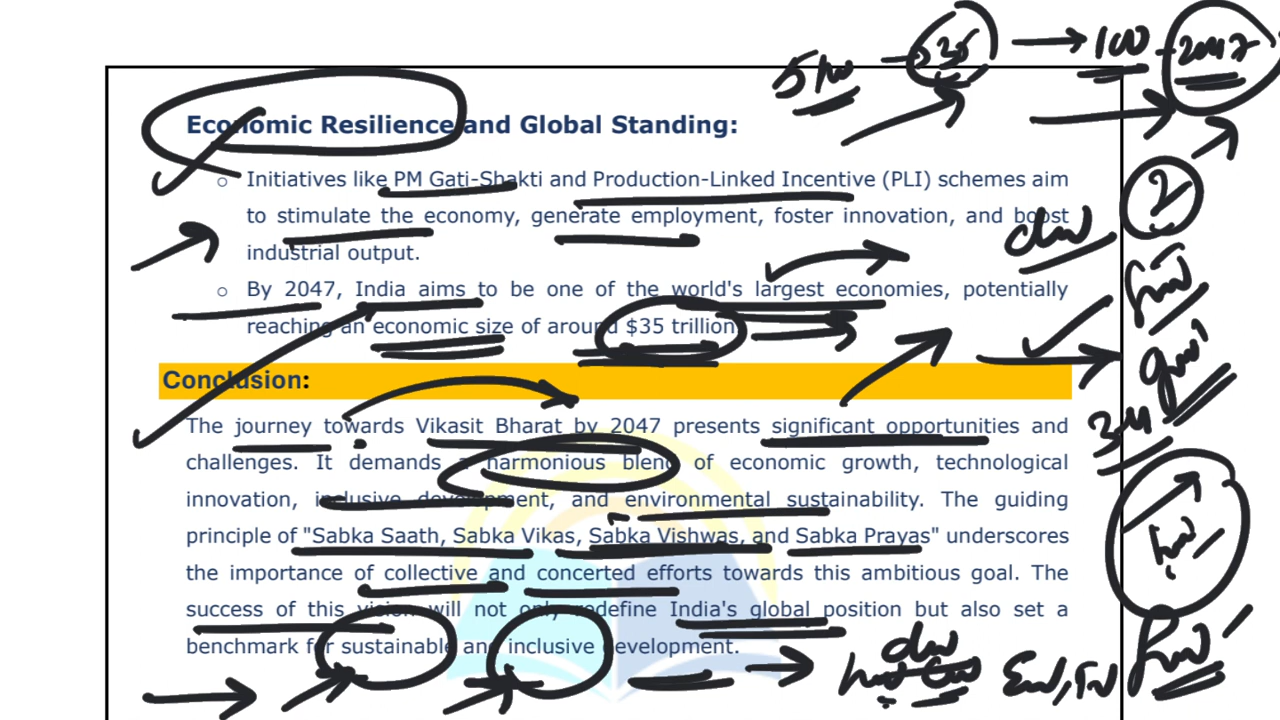 35 → 100 - 2047
Economic Resilience and Global Standing:
o Initiatives like PM Gati-Shakti and Production-Linked Incentive (PLI) schemes aim
to stimulate the economy, generate employment, foster innovation, and boost
industrial output.
2
o By 2047, India aims to be one of the world's largest economies, potentially
reaching an economic size of around $35 trillion.
Conclusion:
The journey towards Vikasit Bharat by 2047 presents significant opportunities and
challenges. It demands a harmonious blend of economic growth, technological
innovation, inclusive development, and environmental sustainability. The guiding
principle of "Sabka Saath, Sabka Vikas, Sabka Vishwas, and Sabka Prayas" underscores
the importance of collective and concerted efforts towards this ambitious goal. The
success of this vision will not only redefine India's global position but also set a
benchmark for sustainable and inclusive development.